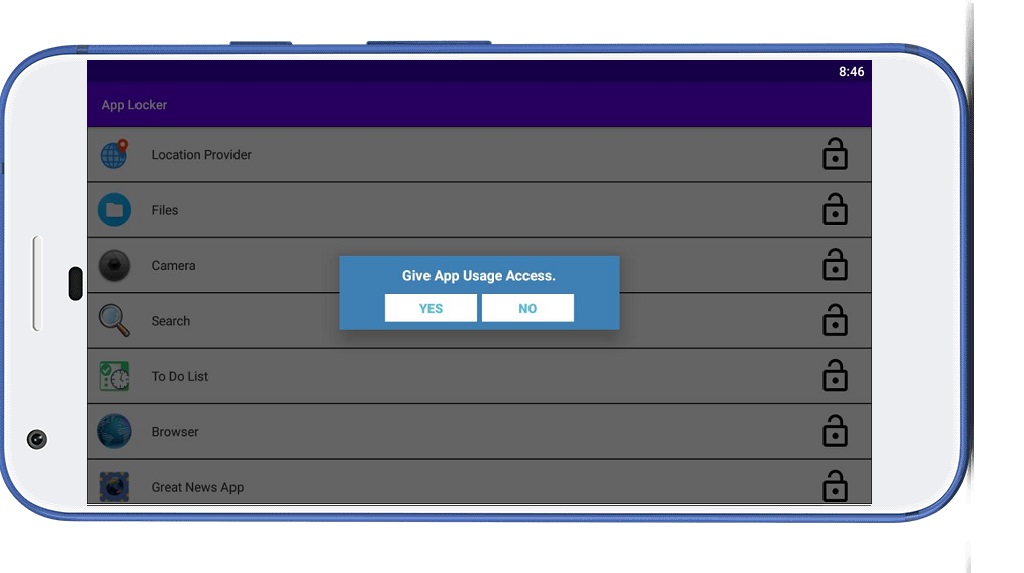 8:46
App Locker
Location Provider
Files
Camera
Give App Usage Access.
YES NO
Search
To Do List
Browser
Great News App